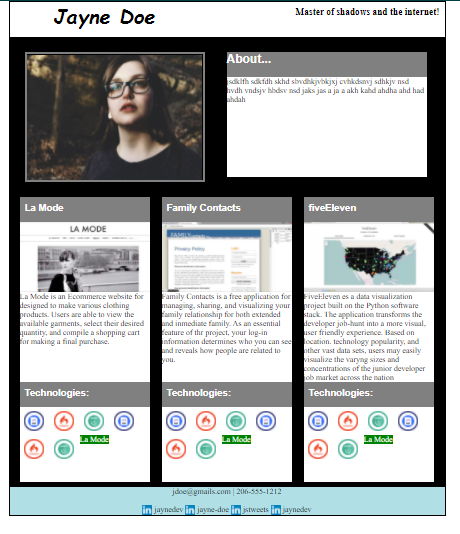 Jayne Doe
Master of shadows and the internet!
About...
jsdklfh sdkfdh skhd sbvdhkjvbkjxj cvhkdsnvj sdhkjv nsd
hvdh vndsjv hbdsv nsd jaks jas a ja a akh kahd ahdha ahd had
ahdah
La Mode
LA MODE
La Mode is an Ecommerce website for
designed to make various clothing
products. Users are able to view the
available garments, select their desired
quantity, and compile a shopping cart
for making a final purchase.
Technologies:
La Mode
Family Contacts
FAMILY
Privacy Policy
Family Contacts is a free application for
managing, sharing, and visualizing your
family relationship for both extended
and inmediate family. As an essential
feature of thr project, your log-in
information determines who you can see
and reveals how people are related to
you.
Technologies:
La Mode
fiveEleven
FiveEleven es a data visualization
project built on the Python software
stack. The application transforms the
developer job-hunt into a more visual,
user friendly experience. Based on
location. technology popularity, and
other vast data sets, users may easily
visualize the varyng sizes and
concentrations of the junior developer
job market across the nation
Technologies:
La Mode
jdoe@gmails.com | 206-555-1212
in jaynedev in jayne-doe in jstweets in jaynedev